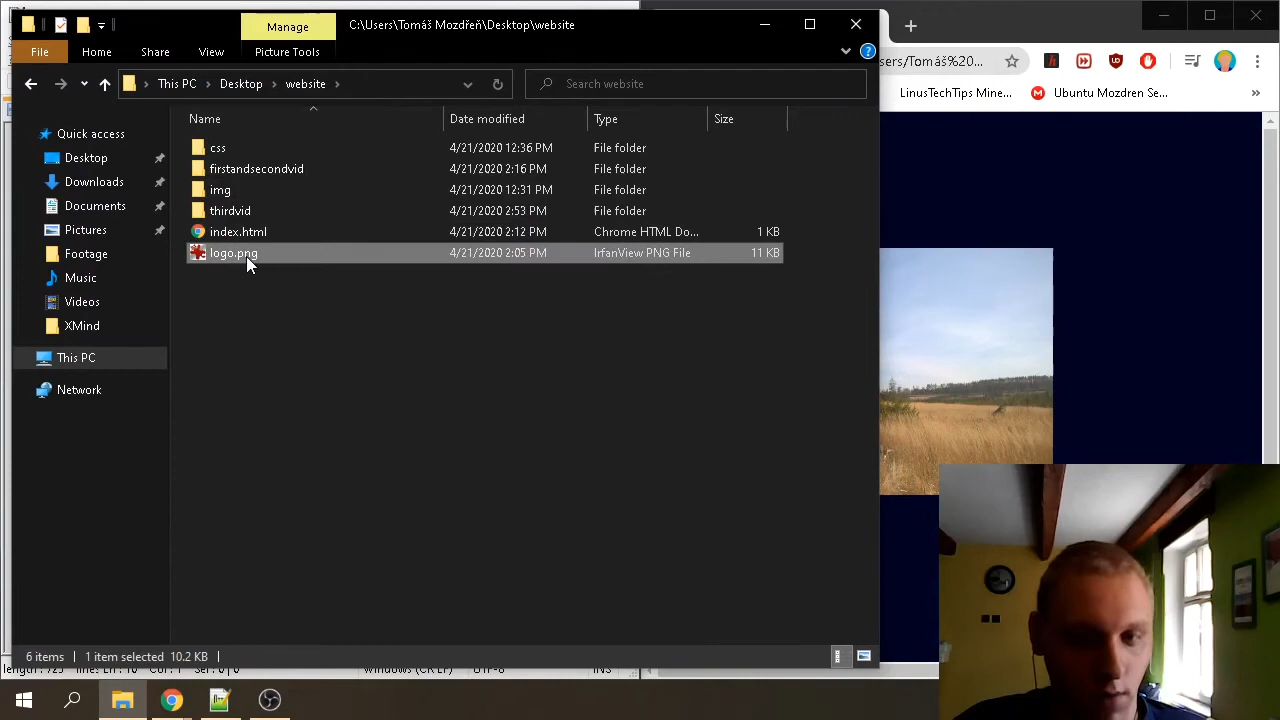 Manage
C:\Users\Tomáš Mozdřeň\Desktop\website
File
Home
Share
View
Picture Tools
This PC
Desktop
website
Search website
Name
Date modified
Type
Size
Quick access
Desktop
Downloads
Documents
Pictures
Footage
Music
Videos
XMind
This PC
Network
css 4/21/2020 12:36 PM File folder
firstandsecondvid 4/21/2020 2:16 PM File folder
img 4/21/2020 12:31 PM File folder
thirdvid 4/21/2020 2:53 PM File folder
index.html 4/21/2020 2:12 PM Chrome HTML Do... 1 KB
logo.png 4/21/2020 2:05 PM IrfanView PNG File 11 KB
6 items
1 item selected 10.2 KB
sers/Tomáš%20...
LinusTechTips Mine...
Ubuntu Mozdren Se...